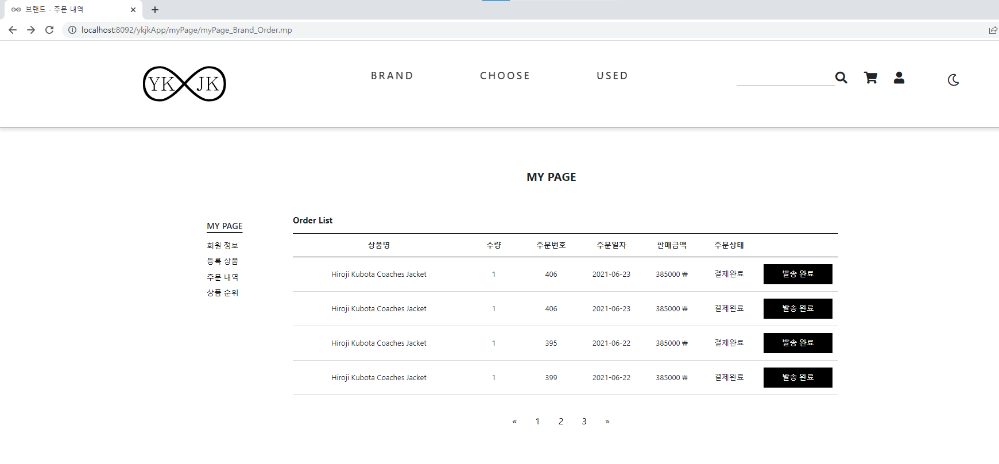 브랜드 - 주문 내역
localhost:8092/ykjkApp/myPage/myPage_Brand_Order.mp
YK JK
BRAND CHOOSE USED
MY PAGE
MY PAGE
회원 정보
등록 상품
주문 내역
상품 순위
Order List
상품명 수량 주문번호 주문일자 판매금액 주문상태
Hiroji Kubota Coaches Jacket 1 406 2021-06-23 385000 ₩ 결제완료 발송 완료
Hiroji Kubota Coaches Jacket 1 406 2021-06-23 385000 ₩ 결제완료 발송 완료
Hiroji Kubota Coaches Jacket 1 395 2021-06-22 385000 ₩ 결제완료 발송 완료
Hiroji Kubota Coaches Jacket 1 399 2021-06-22 385000 ₩ 결제완료 발송 완료
« 1 2 3 »